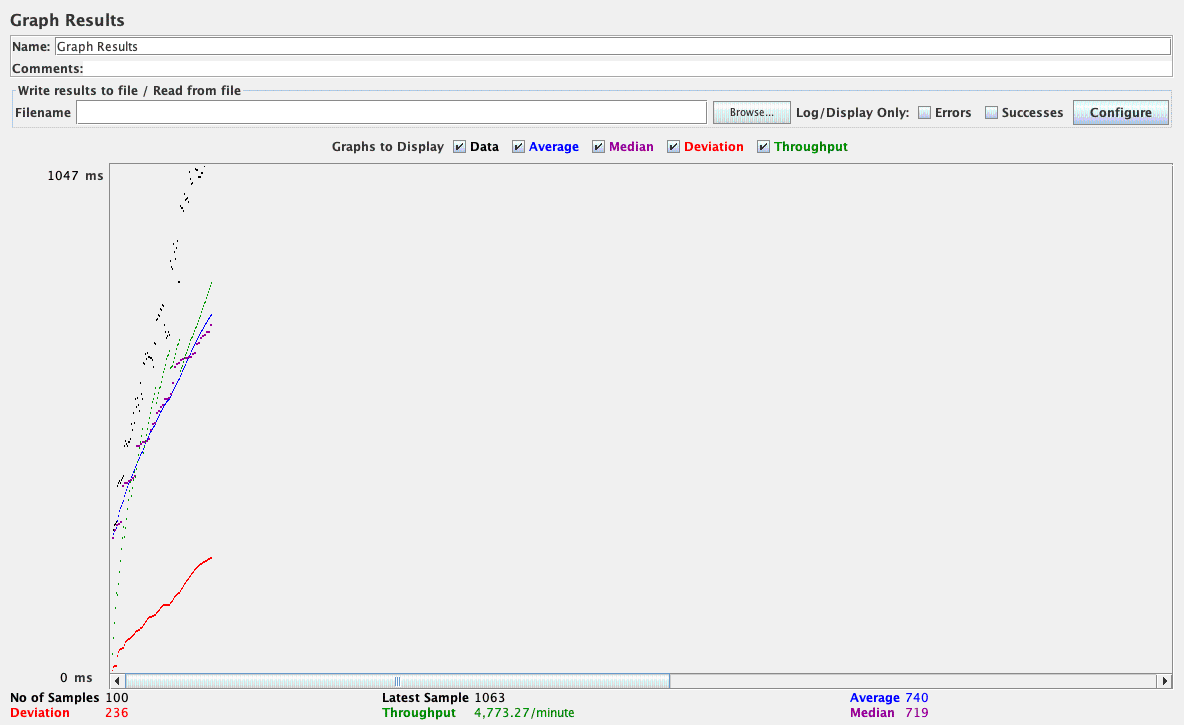 Graph Results
Name: Graph Results
Comments:
Write results to file / Read from file
Filename Browse... Log/Display Only: Errors Successes Configure
Graphs to Display Data Average Median Deviation Throughput
1047 ms
0 ms
No of Samples 100 Latest Sample 1063 Average 740
Deviation 236 Throughput 4,773.27/minute Median 719